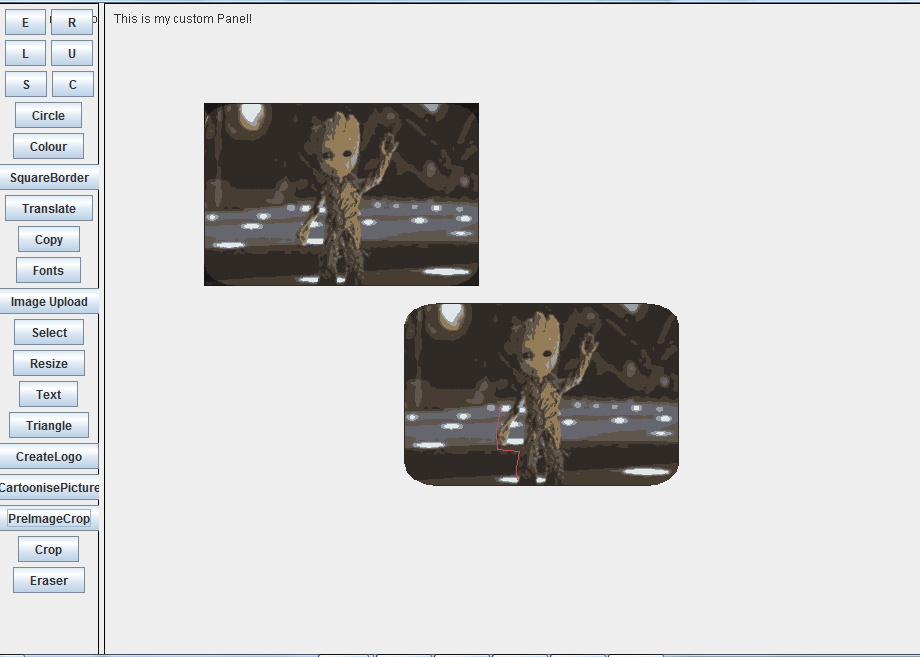 E R
L U
S C
Circle
Colour
SquareBorder
Translate
Copy
Fonts
Image Upload
Select
Resize
Text
Triangle
CreateLogo
CartoonisePicture
PreImageCrop
Crop
Eraser
This is my custom Panel!